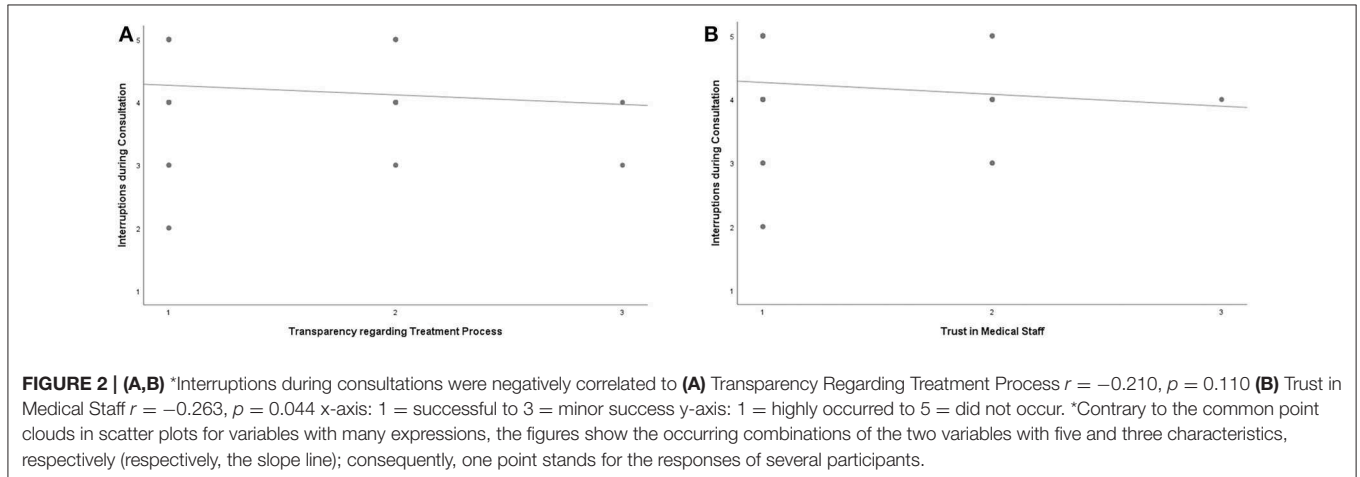 A
5
4
3
2
1
Interruptions during Consultation
1 2 3
Transparency regarding Treatment Process
B
5
4
3
2
1
Interruptions during Consultation
1 2 3
Trust in Medical Staff
FIGURE 2 | (A,B) *Interruptions during consultations were negatively correlated to (A) Transparency Regarding Treatment Process r = −0.210, p = 0.110 (B) Trust in
Medical Staff r = −0.263, p = 0.044 x-axis: 1 = successful to 3 = minor success y-axis: 1 = highly occurred to 5 = did not occur. *Contrary to the common point
clouds in scatter plots for variables with many expressions, the figures show the occurring combinations of the two variables with five and three characteristics,
respectively (respectively, the slope line); consequently, one point stands for the responses of several participants.